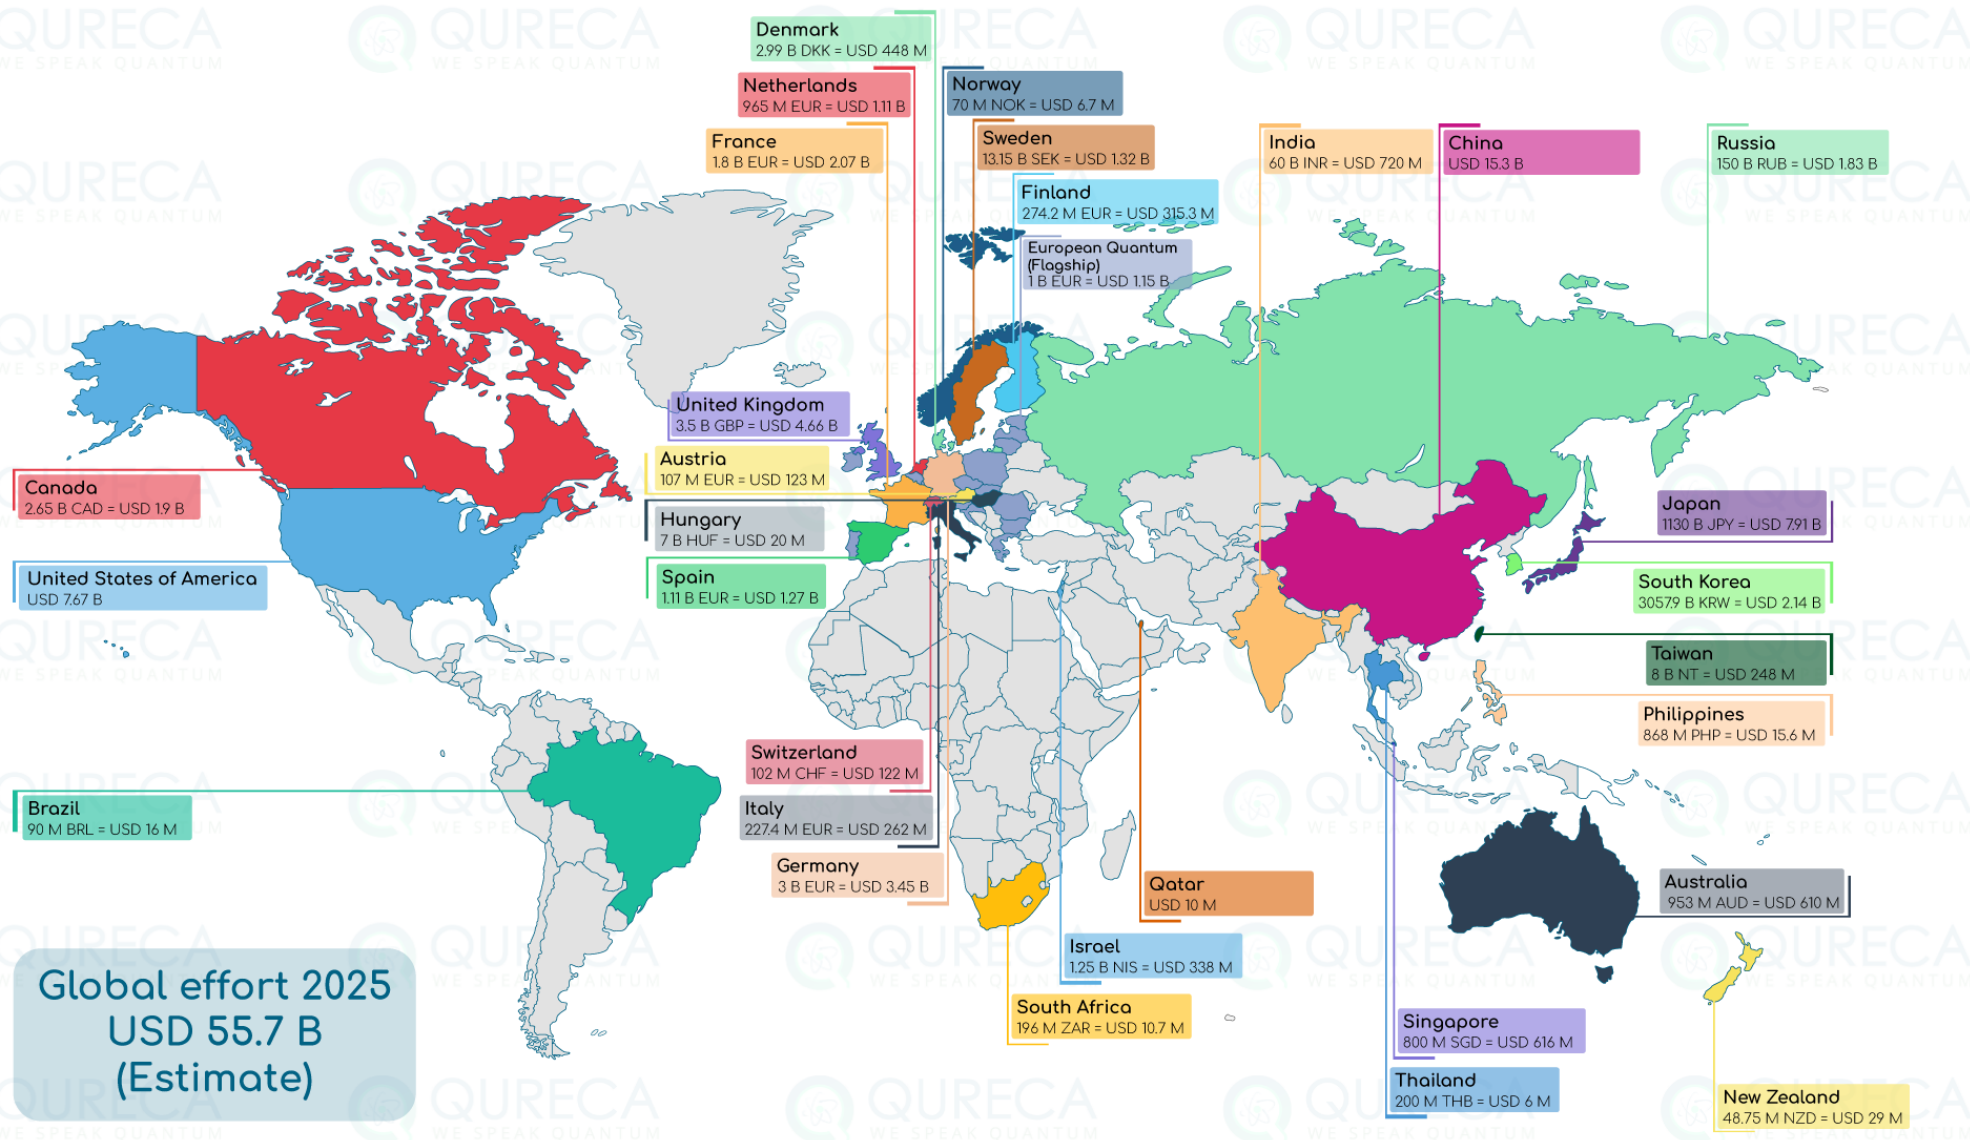 QURECA
WE SPEAK QUANTUM
Denmark
2.99 B DKK = USD 448 M
Netherlands
965 M EUR = USD 1.11 B
France
1.8 B EUR = USD 2.07 B
Norway
70 M NOK = USD 6.7 M
Sweden
13.15 B SEK = USD 1.32 B
Finland
274.2 M EUR = USD 315.3 M
European Quantum
(Flagship)
1 B EUR = USD 1.15 B
India
60 B INR = USD 720 M
China
USD 15.3 B
Russia
150 B RUB = USD 1.83 B
United Kingdom
3.5 B GBP = USD 4.66 B
Austria
107 M EUR = USD 123 M
Hungary
7 B HUF = USD 20 M
Spain
1.11 B EUR = USD 1.27 B
Canada
2.65 B CAD = USD 1.9 B
United States of America
USD 7.67 B
Japan
1130 B JPY = USD 7.91 B
South Korea
3057.9 B KRW = USD 2.14 B
Taiwan
8 B NT = USD 248 M
Philippines
868 M PHP = USD 15.6 M
Switzerland
102 M CHF = USD 122 M
Italy
227.4 M EUR = USD 262 M
Germany
3 B EUR = USD 3.45 B
Brazil
90 M BRL = USD 16 M
Qatar
USD 10 M
Israel
1.25 B NIS = USD 338 M
South Africa
196 M ZAR = USD 10.7 M
Australia
953 M AUD = USD 610 M
Singapore
800 M SGD = USD 616 M
Thailand
200 M THB = USD 6 M
New Zealand
48.75 M NZD = USD 29 M
Global effort 2025
USD 55.7 B
(Estimate)